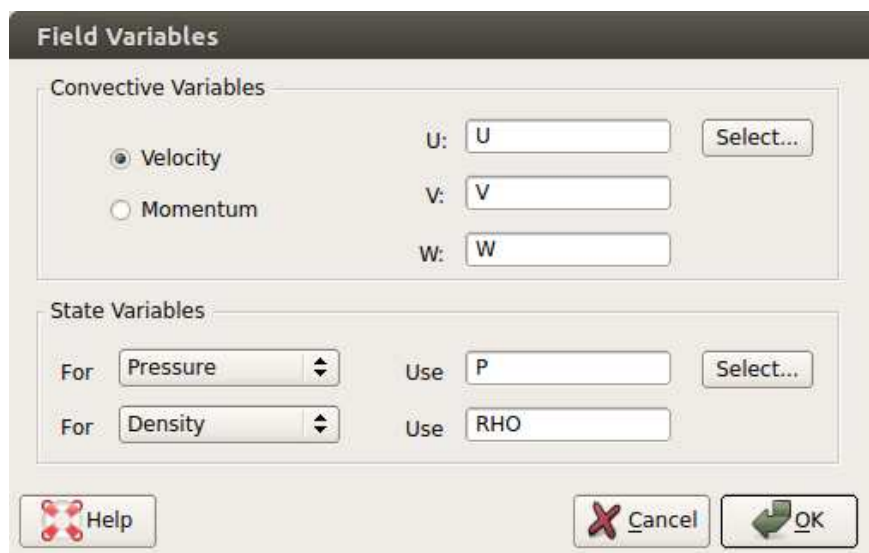 Field Variables
Convective Variables
U: U Select...
Velocity
V: V
Momentum
W: W
State Variables
For Pressure Use P Select...
For Density Use RHO
Help Cancel OK